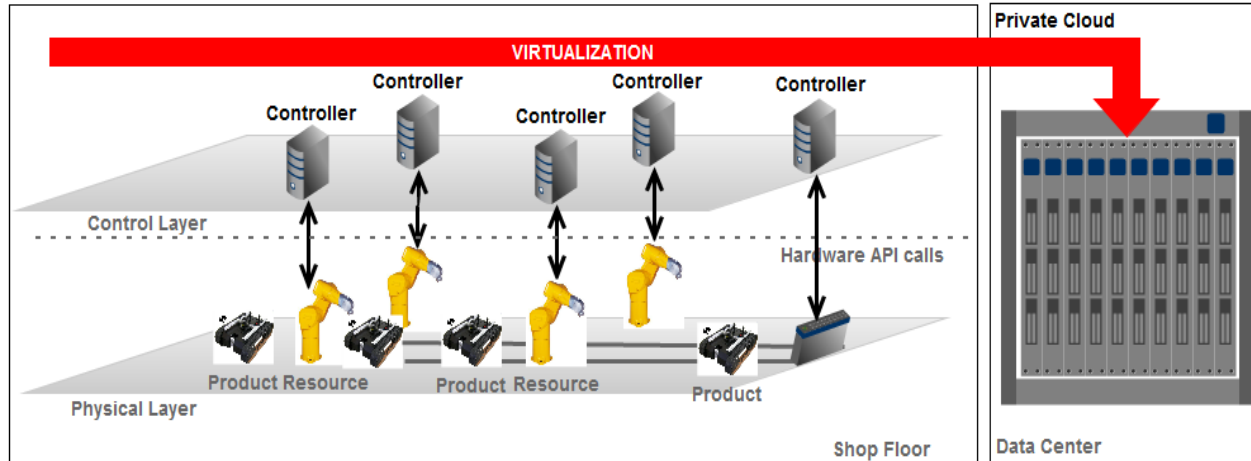 Private Cloud
VIRTUALIZATION
Controller
Controller
Controller
Controller
Controller
Control Layer
Hardware API calls
Product
Resource
Product
Resource
Product
Physical Layer
Shop Floor
Data Center